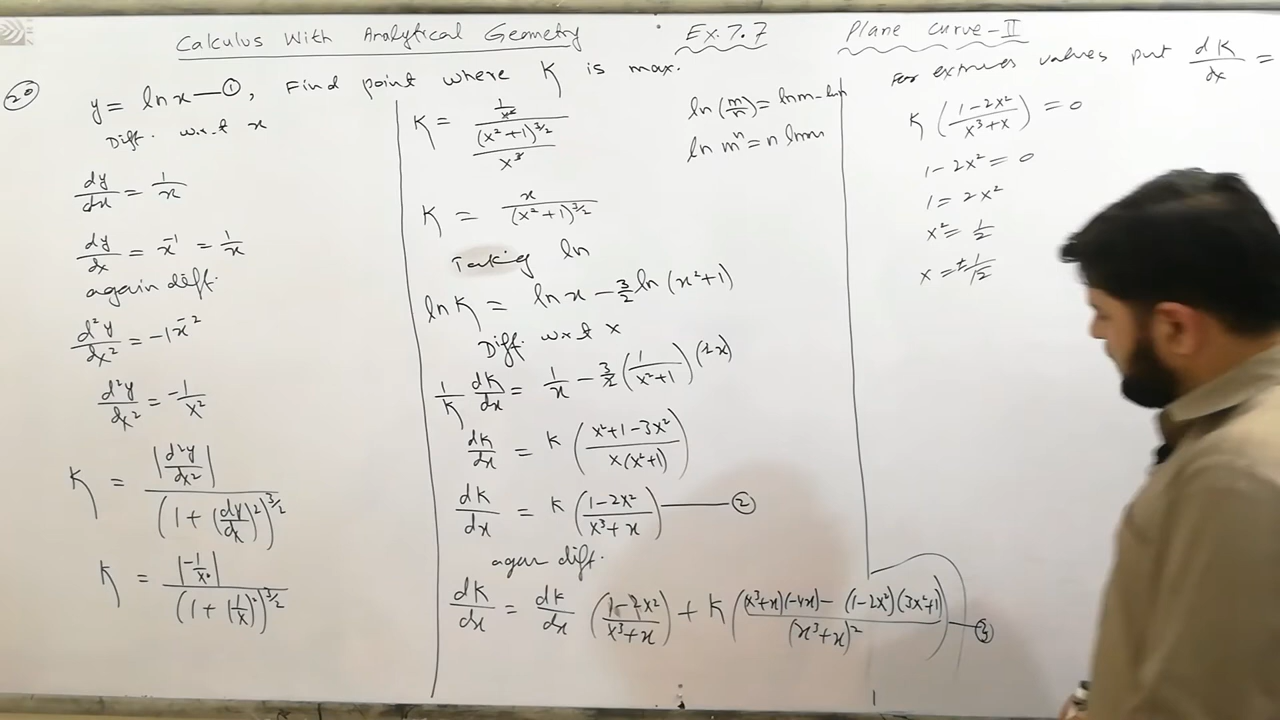 Calculus With Analytical Geometry Ex. 7.7 Plane Curve-II
20) y = ln x — ①, Find point where K is max.
Diff. w.r.t x
dy/dx = 1/x
dy/dx = x^-1 = 1/x
again diff.
d²y/dx² = -1x^-2
d²y/dx² = -1/x²
K = |d²y/dx²| / (1 + (dy/dx)²)^3/2
K = |-1/x²| / (1 + (1/x)²)^3/2
K = (1/x²) / ((x²+1)^3/2 / x³)
ln(m/n) = ln m - ln n
ln m^n = n ln m
K = x / (x²+1)^3/2
Taking ln
ln K = ln x - 3/2 ln (x²+1)
Diff. w.r.t x
1/K dK/dx = 1/x - 3/2 (1/(x²+1)) (2x)
dK/dx = K ((x²+1-3x²) / x(x²+1))
dK/dx = K ((1-2x²) / (x³+x)) — ②
again diff.
dK/dx = dK/dx ((1-2x²) / (x³+x)) + K (((x³+x)(-4x) - (1-2x²)(3x²+1)) / (x³+x)²) — ③
For extreme values put dK/dx =
K ((1-2x²) / (x³+x)) = 0
1-2x² = 0
1 = 2x²
x² = 1/2
x = ±1/√2